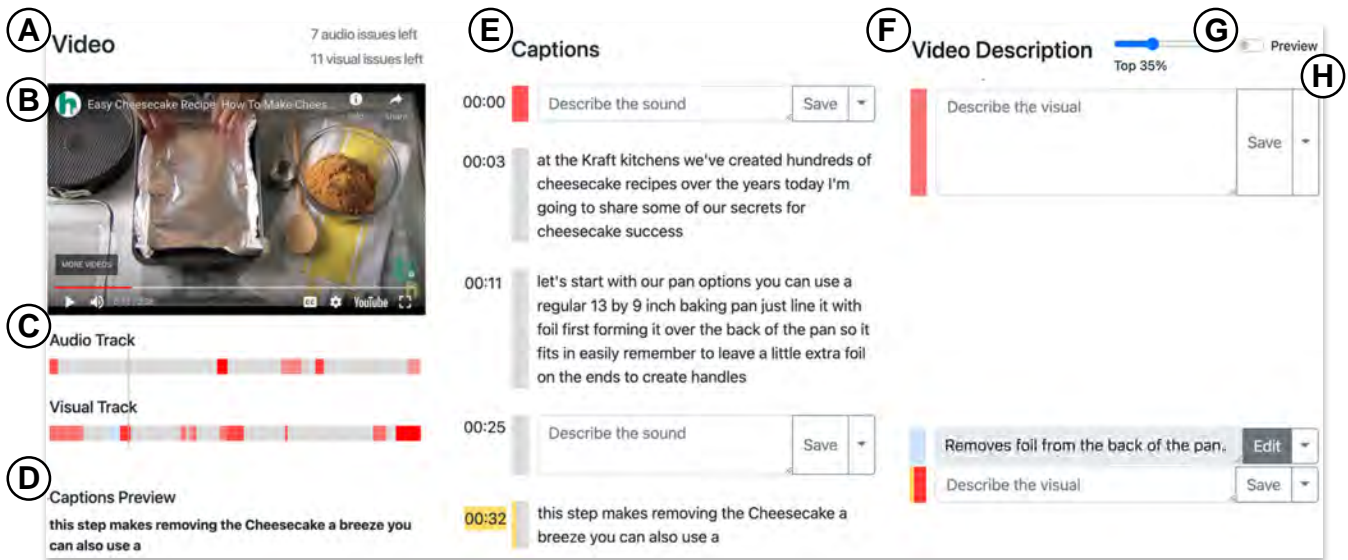 A
Video
7 audio issues left
11 visual issues left
B
Easy Cheesecake Recipe: How To Make Chees...
Info
Share
MORE VIDEOS
CC
YouTube
C
Audio Track
Visual Track
D
Captions Preview
this step makes removing the Cheesecake a breeze you
can also use a
E
Captions
00:00
Describe the sound
Save
00:03
at the Kraft kitchens we've created hundreds of
cheesecake recipes over the years today I'm
going to share some of our secrets for
cheesecake success
00:11
let's start with our pan options you can use a
regular 13 by 9 inch baking pan just line it with
foil first forming it over the back of the pan so it
fits in easily remember to leave a little extra foil
on the ends to create handles
00:25
Describe the sound
Save
00:32
this step makes removing the Cheesecake a
breeze you can also use a
F
Video Description
Top 35%
G
Preview
H
Describe the visual
Save
Removes foil from the back of the pan.
Edit
Describe the visual
Save